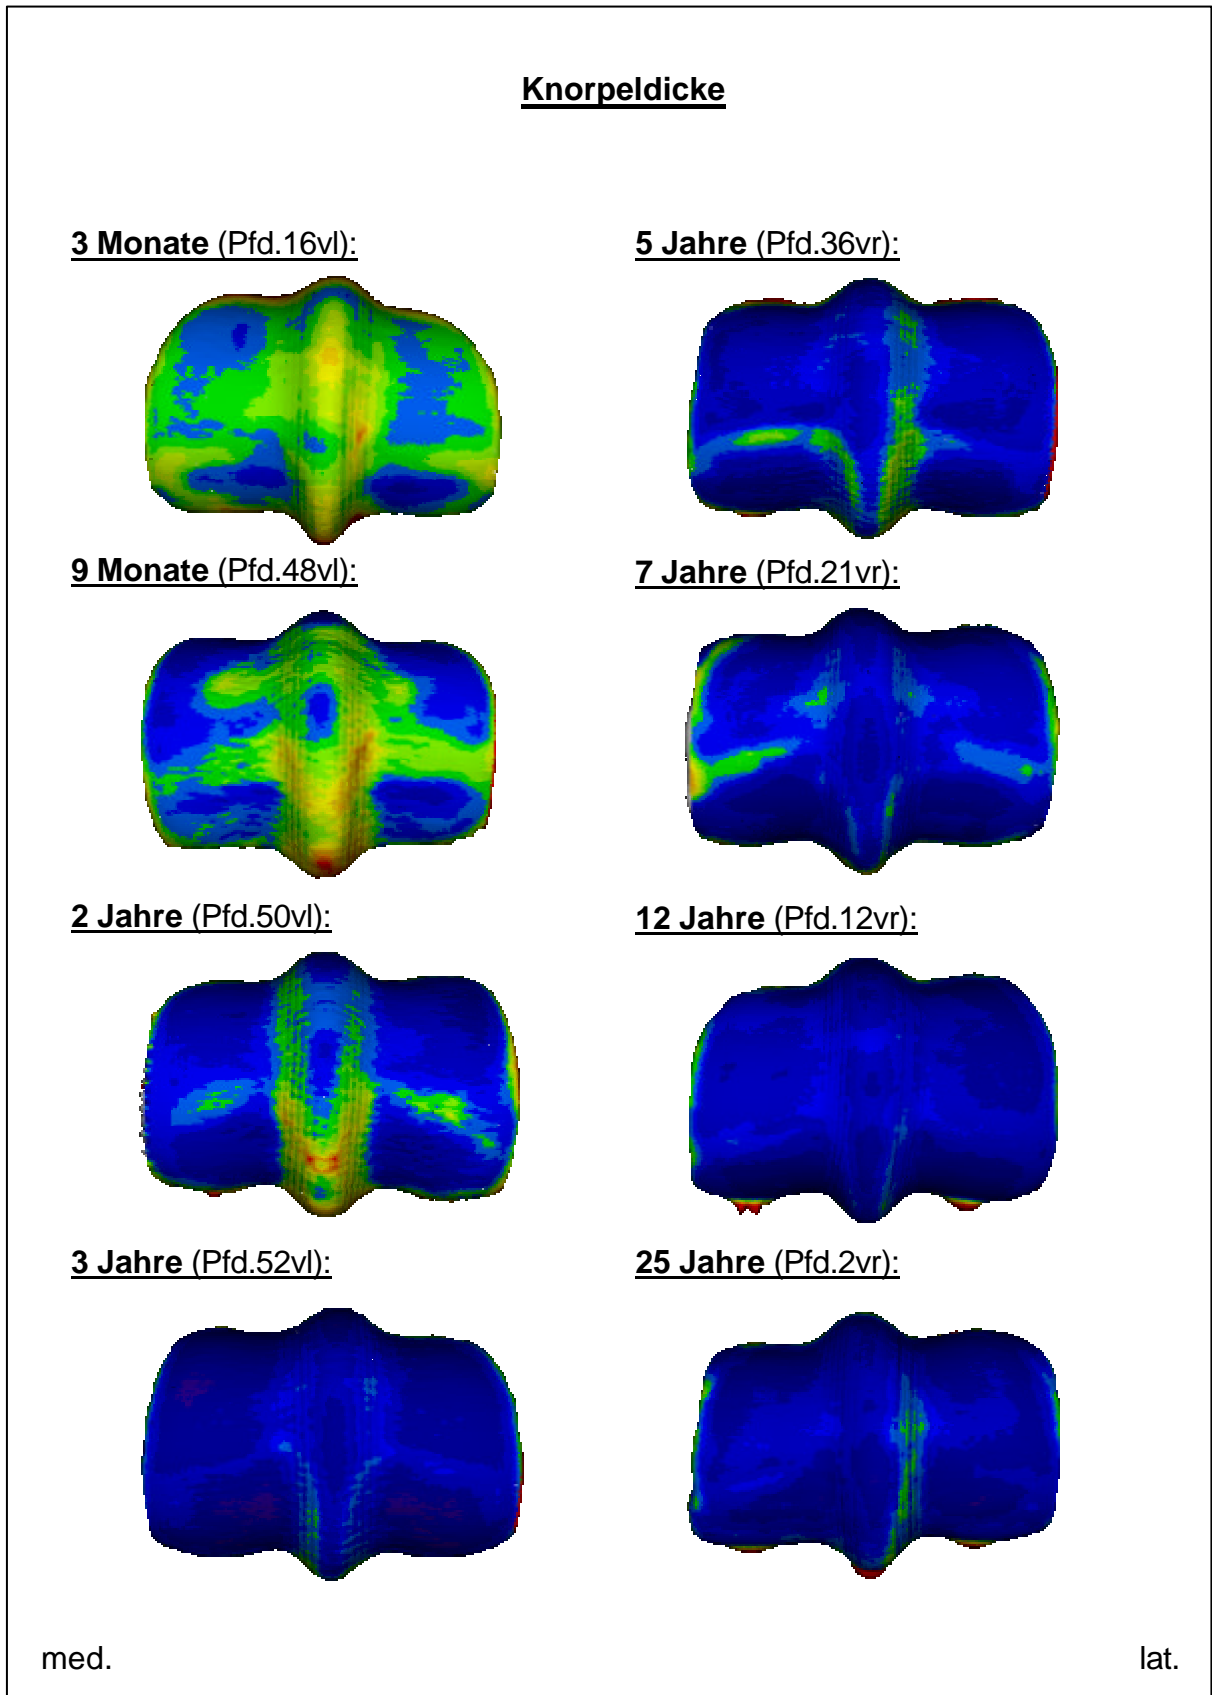 Knorpeldicke
3 Monate (Pfd.16vl):
5 Jahre (Pfd.36vr):
9 Monate (Pfd.48vl):
7 Jahre (Pfd.21vr):
2 Jahre (Pfd.50vl):
12 Jahre (Pfd.12vr):
3 Jahre (Pfd.52vl):
25 Jahre (Pfd.2vr):
med.
lat.